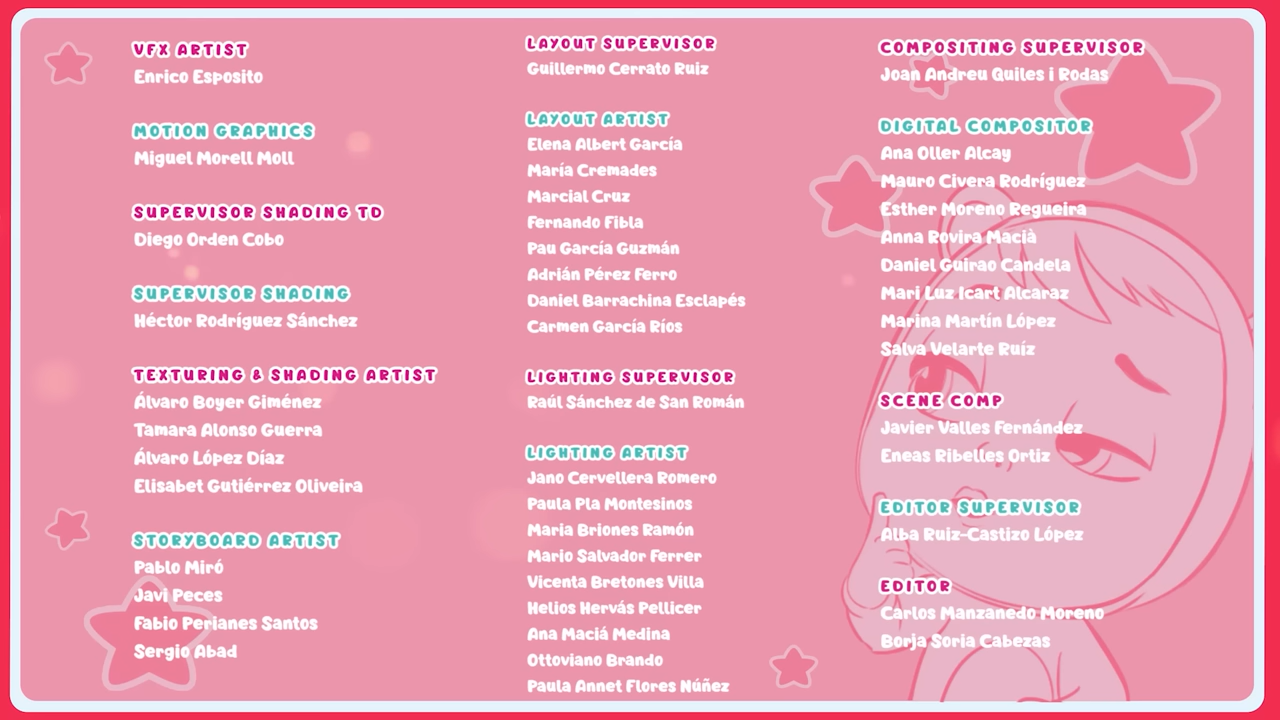 VFX ARTIST
Enrico Esposito
MOTION GRAPHICS
Miguel Morell Moll
SUPERVISOR SHADING TD
Diego Orden Cobo
SUPERVISOR SHADING
Héctor Rodríguez Sánchez
TEXTURING & SHADING ARTIST
Álvaro Boyer Giménez
Tamara Alonso Guerra
Álvaro López Díaz
Elisabet Gutiérrez Oliveira
STORYBOARD ARTIST
Pablo Miró
Javi Peces
Fabio Perianes Santos
Sergio Abad
LAYOUT SUPERVISOR
Guillermo Cerrato Ruiz
LAYOUT ARTIST
Elena Albert García
María Cremades
Marcial Cruz
Fernando Fibla
Pau García Guzmán
Adrián Pérez Ferro
Daniel Barrachina Esclapés
Carmen García Ríos
LIGHTING SUPERVISOR
Raúl Sánchez de San Román
LIGHTING ARTIST
Jano Cervellera Romero
Paula Pla Montesinos
Maria Briones Ramón
Mario Salvador Ferrer
Vicenta Bretones Villa
Helios Hervás Pellicer
Ana Maciá Medina
Ottoviano Brando
Paula Annet Flores Núñez
COMPOSITING SUPERVISOR
Joan Andreu Quiles i Rodas
DIGITAL COMPOSITOR
Ana Oller Alcay
Mauro Civera Rodríguez
Esther Moreno Regueira
Anna Rovira Macià
Daniel Guirao Candela
Mari Luz Icart Alcaraz
Marina Martín López
Salva Velarte Ruíz
SCENE COMP
Javier Valles Fernández
Eneas Ribelles Ortiz
EDITOR SUPERVISOR
Alba Ruiz-Castizo López
EDITOR
Carlos Manzanedo Moreno
Borja Soria Cabezas